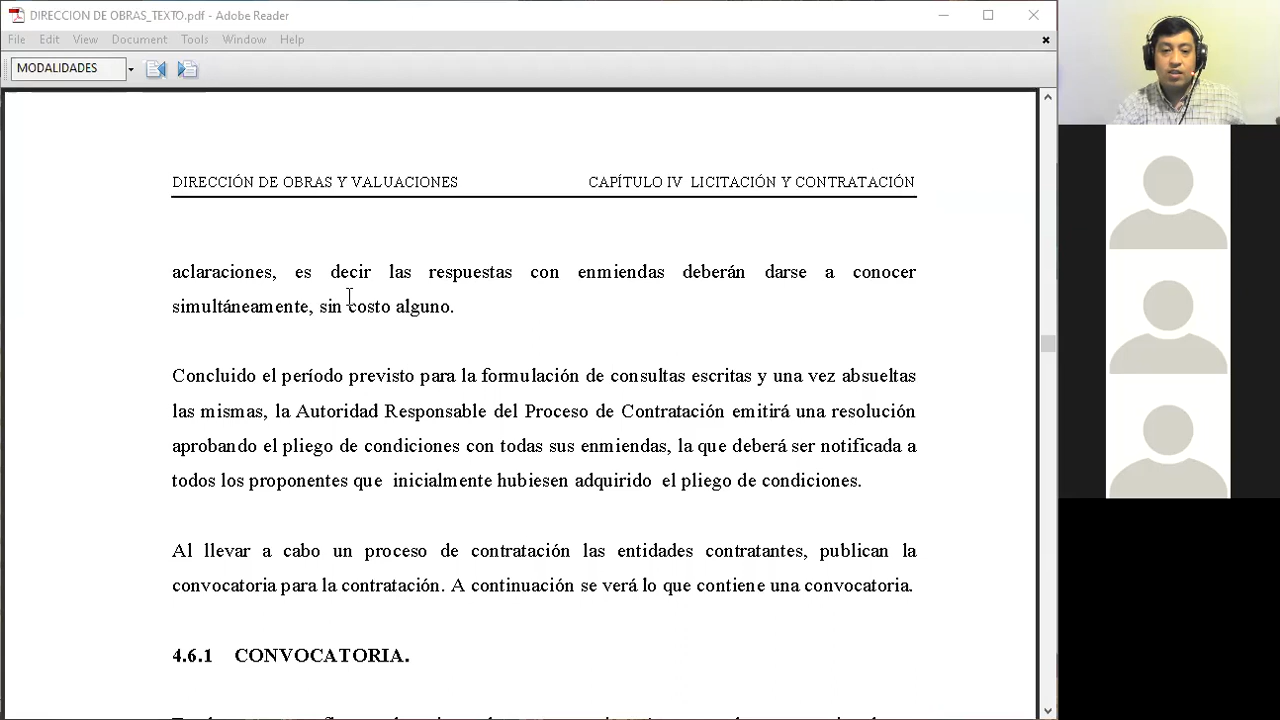 DIRECCION DE OBRAS_TEXTO.pdf - Adobe Reader
File Edit View Document Tools Window Help
MODALIDADES
DIRECCIÓN DE OBRAS Y VALUACIONES CAPÍTULO IV LICITACIÓN Y CONTRATACIÓN
aclaraciones, es decir las respuestas con enmiendas deberán darse a conocer
simultáneamente, sin costo alguno.
Concluido el período previsto para la formulación de consultas escritas y una vez absueltas
las mismas, la Autoridad Responsable del Proceso de Contratación emitirá una resolución
aprobando el pliego de condiciones con todas sus enmiendas, la que deberá ser notificada a
todos los proponentes que inicialmente hubiesen adquirido el pliego de condiciones.
Al llevar a cabo un proceso de contratación las entidades contratantes, publican la
convocatoria para la contratación. A continuación se verá lo que contiene una convocatoria.
4.6.1 CONVOCATORIA.